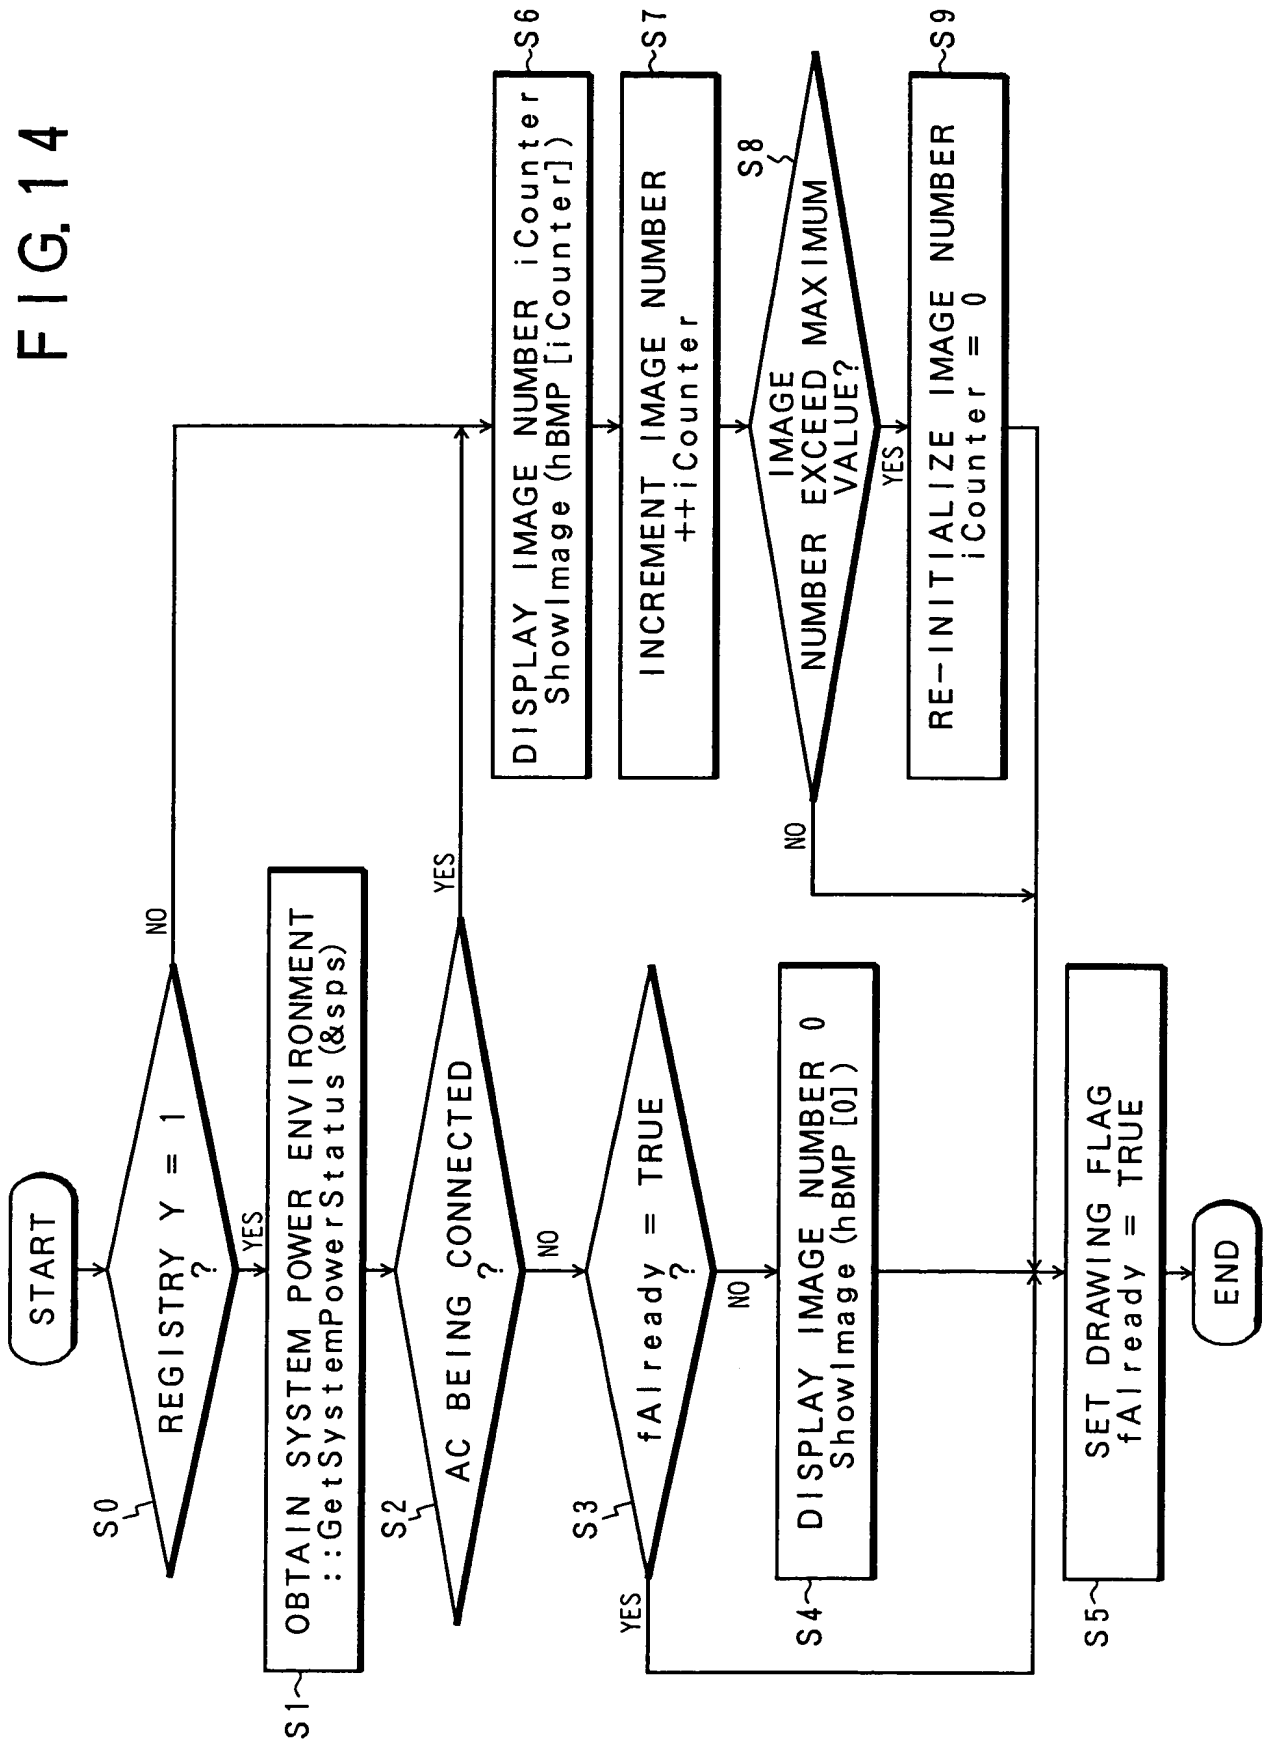 FIG. 14
START
S0
REGISTRY Y = 1
?
NO
YES
S1
OBTAIN SYSTEM POWER ENVIRONMENT
::GetSystemPowerStatus (&sps)
S2
AC BEING CONNECTED
?
YES
NO
S3
fAlready = TRUE
?
YES
NO
S4
DISPLAY IMAGE NUMBER 0
ShowImage (hBMP [0])
S5
SET DRAWING FLAG
fAlready = TRUE
END
S6
DISPLAY IMAGE NUMBER iCounter
ShowImage (hBMP [iCounter])
S7
INCREMENT IMAGE NUMBER
++iCounter
S8
IMAGE
NUMBER EXCEED MAXIMUM
VALUE?
NO
YES
S9
RE-INITIALIZE IMAGE NUMBER
iCounter = 0